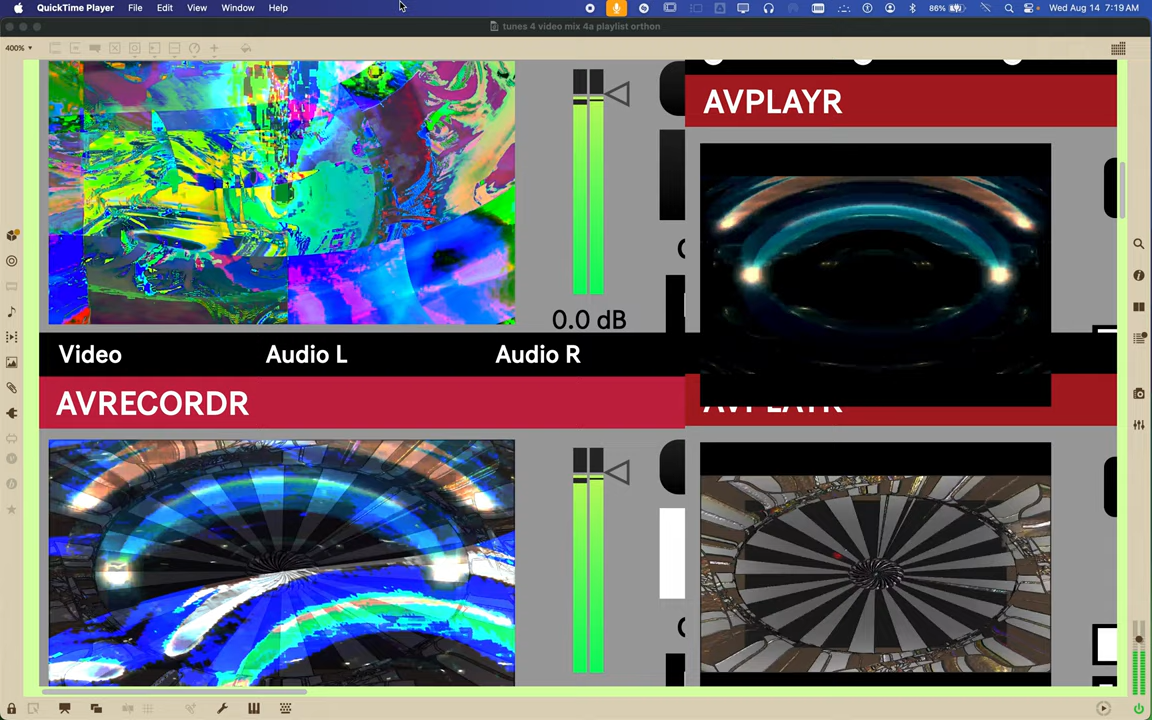 QuickTime Player File Edit View Window Help
86% Wed Aug 14 7:19 AM
tunes 4 video mix 4a playlist orthon
400%
AVPLAYR
0.0 dB
Video Audio L Audio R
AVRECORDR
AVPLAYR